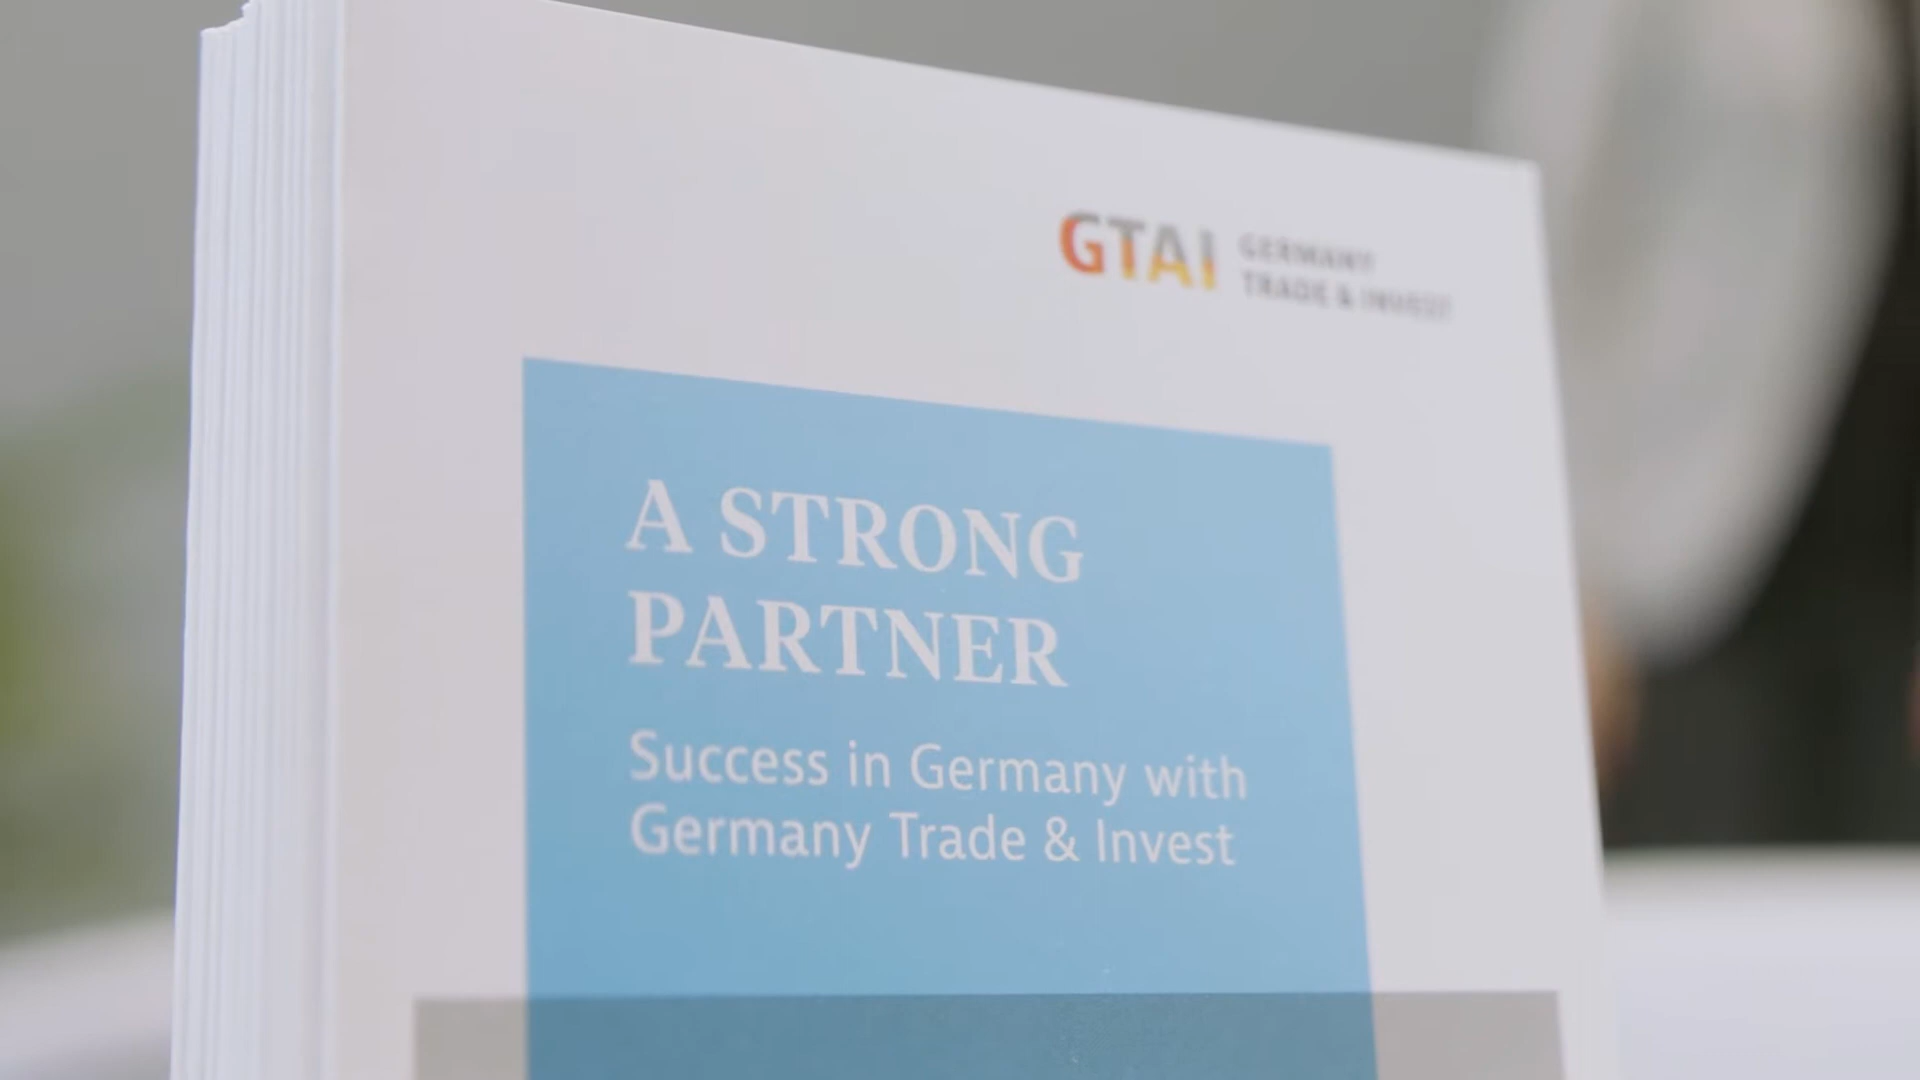 GTAI
GERMANY
TRADE & INVEST
A STRONG
PARTNER
Success in Germany with
Germany Trade & Invest